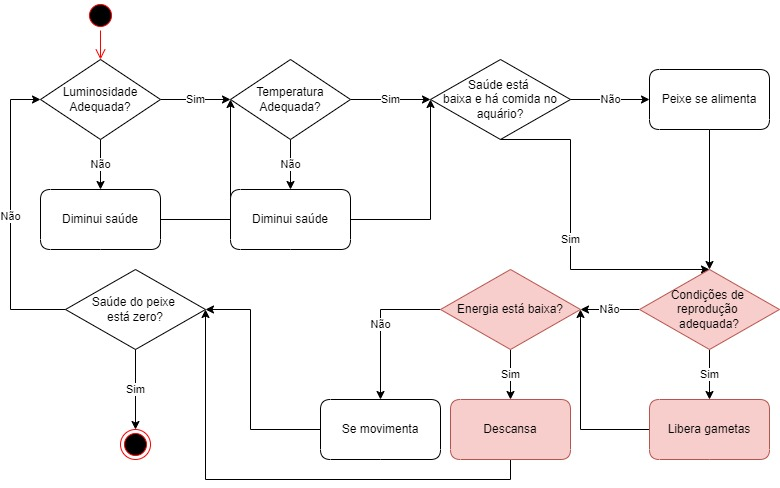 Luminosidade
Adequada?
Sim
Temperatura
Adequada?
Sim
Saúde está
baixa e há comida no
aquário?
Não
Peixe se alimenta
Não
Não
Diminui saúde
Diminui saúde
Não
Sim
Saúde do peixe
está zero?
Energia está baixa?
Não
Condições de
reprodução
adequada?
Não
Sim
Sim
Sim
Se movimenta
Descansa
Libera gametas